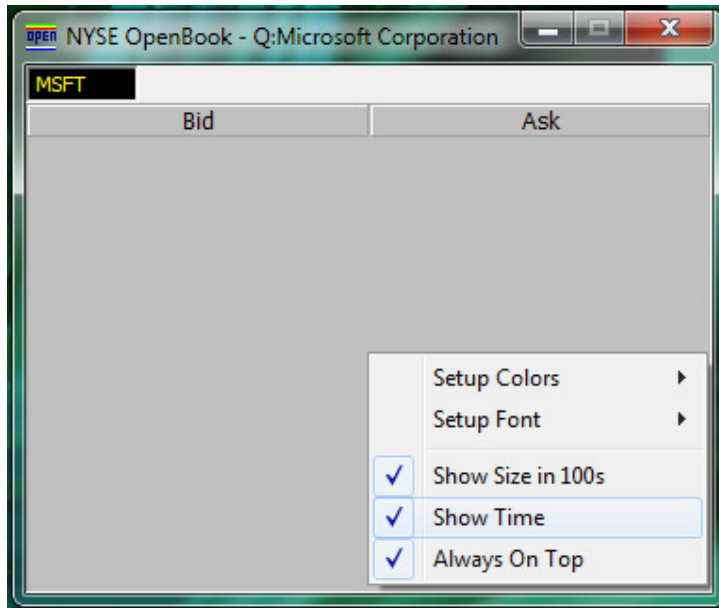 OPEN NYSE OpenBook - Q:Microsoft Corporation
MSFT
Bid Ask
Setup Colors
Setup Font
Show Size in 100s
Show Time
Always On Top